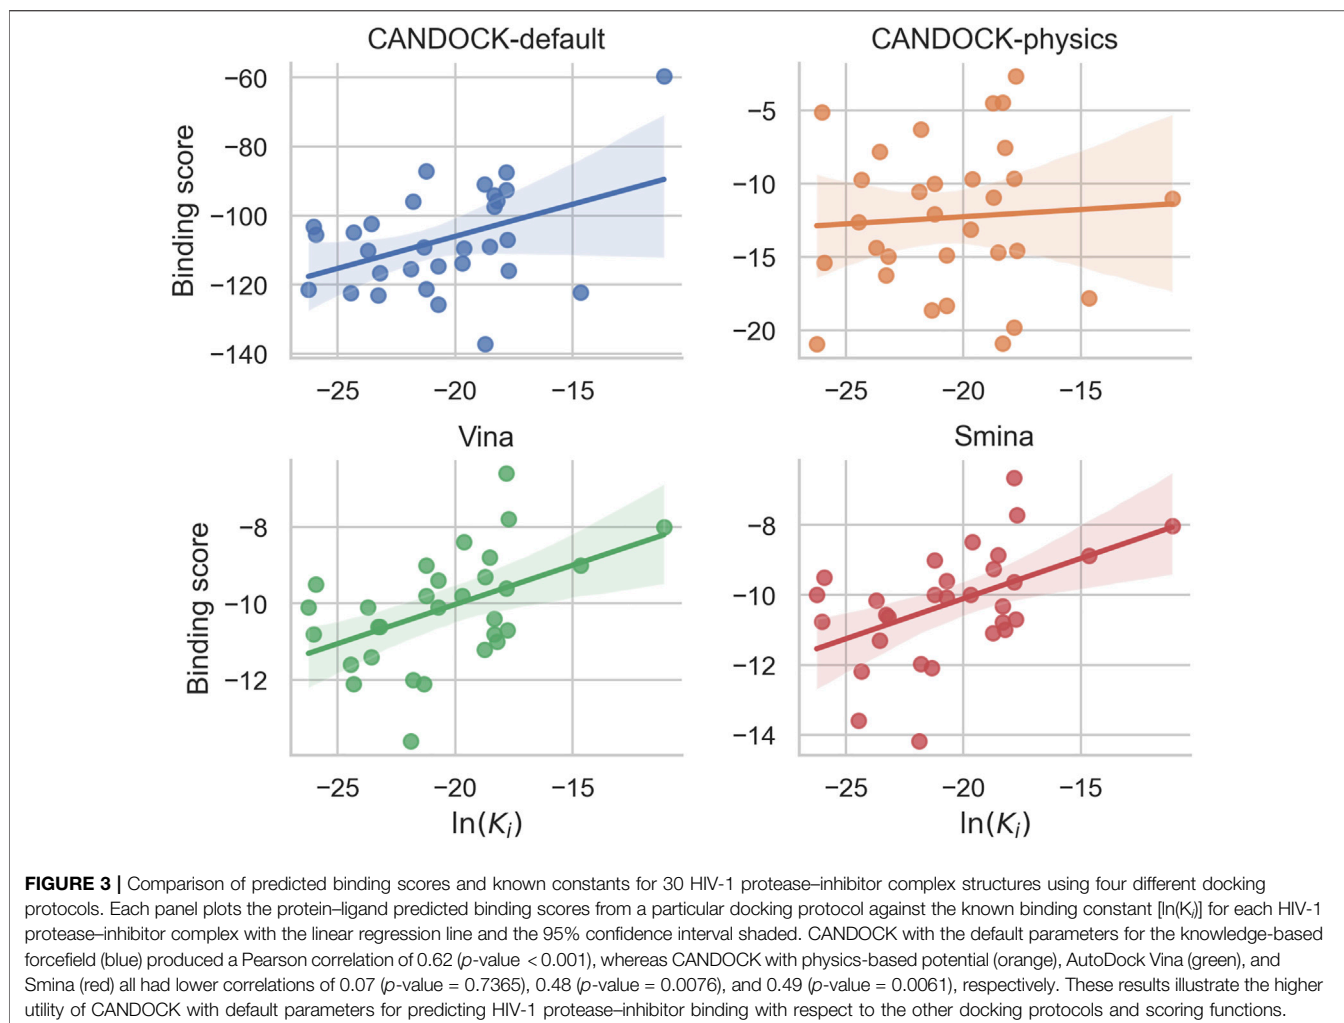 CANDOCK-default
CANDOCK-physics
Binding score
−60
−80
−100
−120
−140
−25
−20
−15
−5
−10
−15
−20
−25
−20
−15
Vina
Smina
Binding score
−8
−10
−12
−25
−20
−15
ln(Ki)
−8
−10
−12
−14
−25
−20
−15
ln(Ki)
FIGURE 3 | Comparison of predicted binding scores and known constants for 30 HIV-1 protease–inhibitor complex structures using four different docking
protocols. Each panel plots the protein–ligand predicted binding scores from a particular docking protocol against the known binding constant [ln(Ki)] for each HIV-1
protease–inhibitor complex with the linear regression line and the 95% confidence interval shaded. CANDOCK with the default parameters for the knowledge-based
forcefield (blue) produced a Pearson correlation of 0.62 (p-value < 0.001), whereas CANDOCK with physics-based potential (orange), AutoDock Vina (green), and
Smina (red) all had lower correlations of 0.07 (p-value = 0.7365), 0.48 (p-value = 0.0076), and 0.49 (p-value = 0.0061), respectively. These results illustrate the higher
utility of CANDOCK with default parameters for predicting HIV-1 protease–inhibitor binding with respect to the other docking protocols and scoring functions.